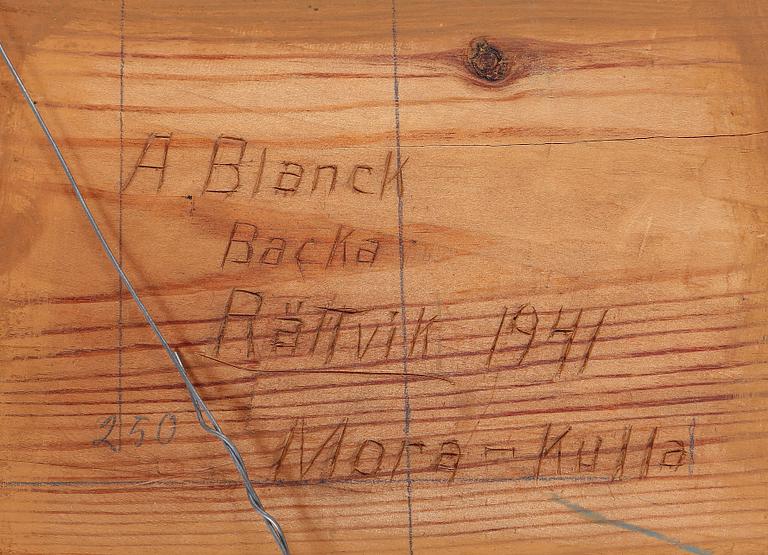 A Blanck
Backa
Rättvik 1941
250
Mora-Kulla